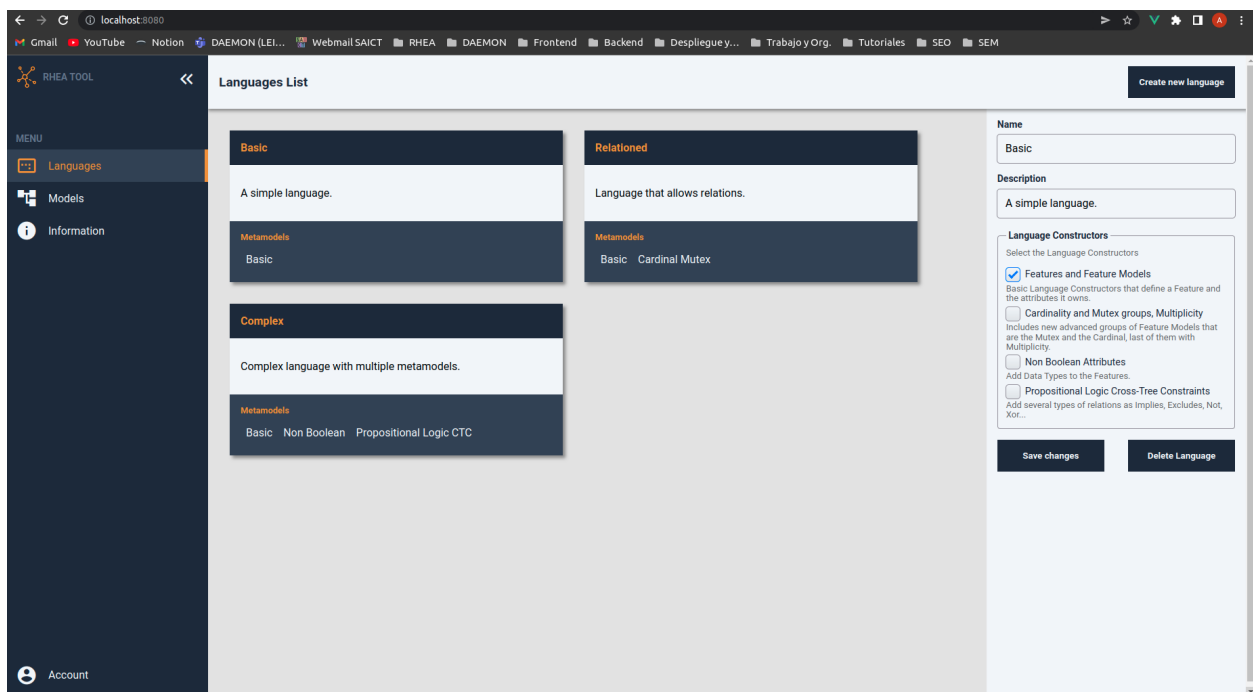 localhost:8080
A
Gmail YouTube Notion DAEMON (LEI... Webmail SAICT RHEA DAEMON Frontend Backend Despliegue y... Trabajo y Org. Tutoriales SEO SEM
RHEA TOOL
Languages List
Create new language
MENU
Languages
Models
Information
Account
Basic
A simple language.
Metamodels
Basic
Relationed
Language that allows relations.
Metamodels
Basic Cardinal Mutex
Complex
Complex language with multiple metamodels.
Metamodels
Basic Non Boolean Propositional Logic CTC
Name
Basic
Description
A simple language.
Language Constructors
Select the Language Constructors
Features and Feature Models
Basic Language Constructors that define a Feature and
the attributes it owns.
Cardinality and Mutex groups, Multiplicity
Includes new advanced groups of Feature Models that
are the Mutex and the Cardinal, last of them with
Multiplicity.
Non Boolean Attributes
Add Data Types to the Features.
Propositional Logic Cross-Tree Constraints
Add several types of relations as Implies, Excludes, Not,
Xor...
Save changes
Delete Language